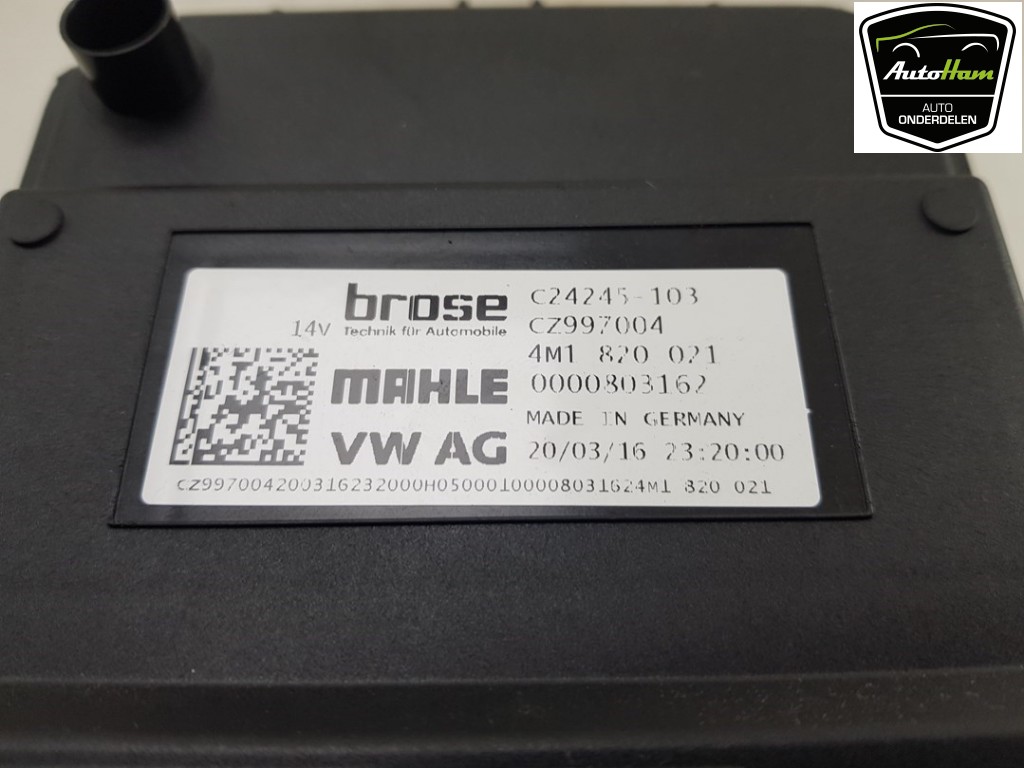 AutoHam
AUTO
ONDERDELEN
brose
Technik für Automobile
14V
MAHLE
VW AG
C24245-103
CZ997004
4M1 820 021
0000803162
MADE IN GERMANY
20/03/16 23:20:00
CZ997004200316232000H05000100008031624M1 820 021